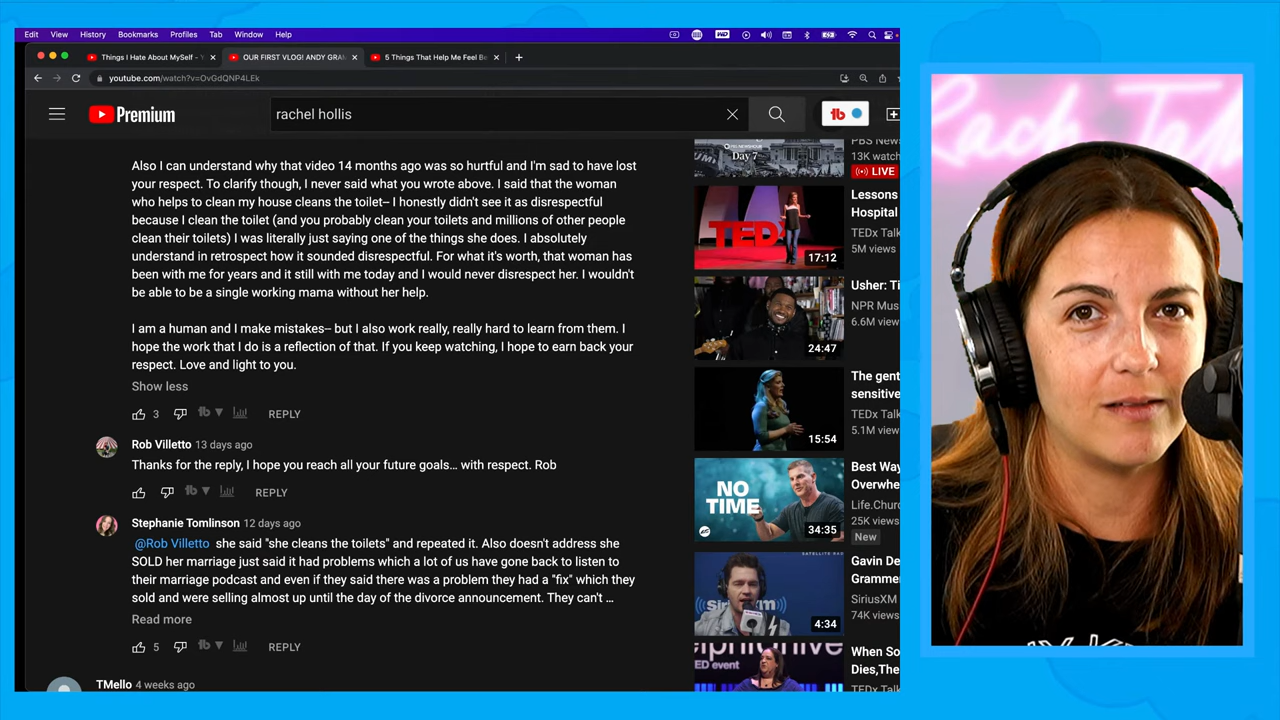 Edit View History Bookmarks Profiles Tab Window Help
Things I Hate About MySelf - Y
OUR FIRST VLOG! ANDY GRAM
5 Things That Help Me Feel Be
youtube.com/watch?v=OvGdQNP4LEk
Premium
rachel hollis
Also I can understand why that video 14 months ago was so hurtful and I'm sad to have lost
your respect. To clarify though, I never said what you wrote above. I said that the woman
who helps to clean my house cleans the toilet-- I honestly didn't see it as disrespectful
because I clean the toilet (and you probably clean your toilets and millions of other people
clean their toilets) I was literally just saying one of the things she does. I absolutely
understand in retrospect how it sounded disrespectful. For what it's worth, that woman has
been with me for years and it still with me today and I would never disrespect her. I wouldn't
be able to be a single working mama without her help.
I am a human and I make mistakes-- but I also work really, really hard to learn from them. I
hope the work that I do is a reflection of that. If you keep watching, I hope to earn back your
respect. Love and light to you.
Show less
3
REPLY
Rob Villetto 13 days ago
Thanks for the reply, I hope you reach all your future goals... with respect. Rob
REPLY
Stephanie Tomlinson 12 days ago
@Rob Villetto she said "she cleans the toilets" and repeated it. Also doesn't address she
SOLD her marriage just said it had problems which a lot of us have gone back to listen to
their marriage podcast and even if they said there was a problem they had a "fix" which they
sold and were selling almost up until the day of the divorce announcement. They can't ...
Read more
5
REPLY
TMello 4 weeks ago
Day 7
PBS News
13K watch
LIVE
TED
17:12
Lessons
Hospital
TEDx Talk
5M views
24:47
Usher: Ti
NPR Mus
6.6M view
15:54
The gent
sensitive
TEDx Talk
5.1M view
NO
TIME
34:35
Best Way
Overwhe
Life.Churc
25K views
New
siriusxm
4:34
Gavin De
Grammer
SiriusXM
74K views
ED event
When So
Dies,The
TEDx Talk
Rach Talk